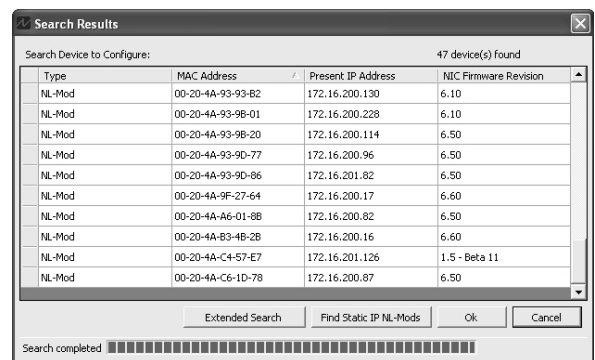 Search Results
Search Device to Configure: 47 device(s) found
Type MAC Address Present IP Address NIC Firmware Revision
NL-Mod 00-20-4A-93-93-B2 172.16.200.130 6.10
NL-Mod 00-20-4A-93-9B-01 172.16.200.228 6.10
NL-Mod 00-20-4A-93-9B-20 172.16.200.114 6.50
NL-Mod 00-20-4A-93-9D-77 172.16.200.96 6.50
NL-Mod 00-20-4A-93-9D-86 172.16.201.82 6.50
NL-Mod 00-20-4A-9F-27-64 172.16.200.17 6.60
NL-Mod 00-20-4A-A6-01-8B 172.16.200.82 6.50
NL-Mod 00-20-4A-B3-4B-2B 172.16.200.16 6.60
NL-Mod 00-20-4A-C4-57-E7 172.16.201.126 1.5 - Beta 11
NL-Mod 00-20-4A-C6-1D-78 172.16.200.87 6.50
Extended Search Find Static IP NL-Mods Ok Cancel
Search completed